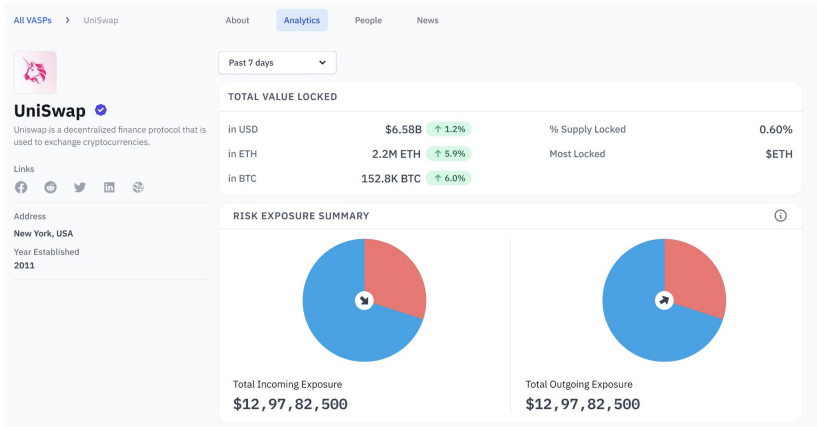 All VASPs > UniSwap
About Analytics People News
UniSwap
Uniswap is a decentralized finance protocol that is
used to exchange cryptocurrencies.
Links
Address
New York, USA
Year Established
2011
Past 7 days
TOTAL VALUE LOCKED
in USD $6.58B ↑ 1.2% % Supply Locked 0.60%
in ETH 2.2M ETH ↑ 5.9% Most Locked $ETH
in BTC 152.8K BTC ↑ 6.0%
RISK EXPOSURE SUMMARY
Total Incoming Exposure
$12,97,82,500
Total Outgoing Exposure
$12,97,82,500